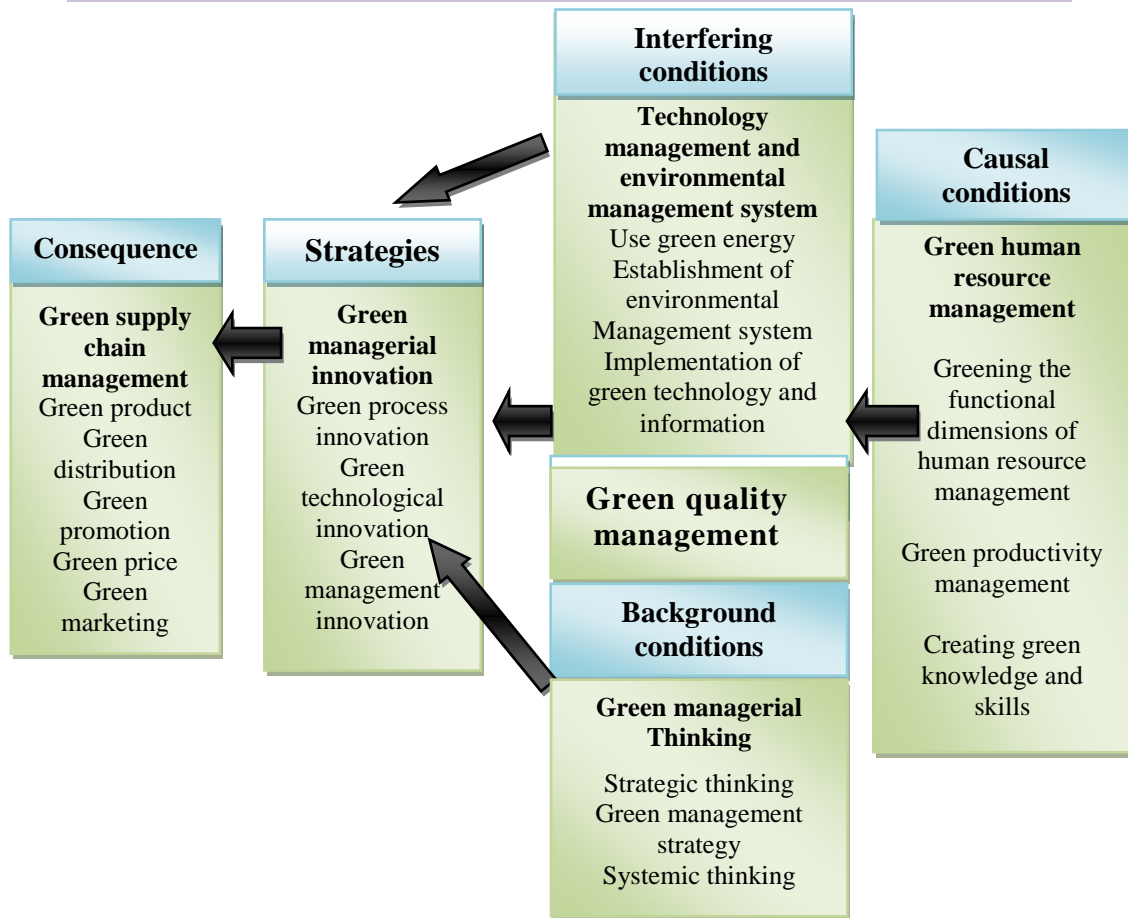 Interfering
conditions
Technology
management and
environmental
management system
Use green energy
Establishment of
environmental
Management system
Implementation of
green technology and
information
Causal
conditions
Green human
resource
management
Greening the
functional
dimensions of
human resource
management
Green productivity
management
Creating green
knowledge and
skills
Consequence
Green supply
chain
management
Green product
Green
distribution
Green
promotion
Green price
Green
marketing
Strategies
Green
managerial
innovation
Green process
innovation
Green
technological
innovation
Green
management
innovation
Green quality
management
Background
conditions
Green managerial
Thinking
Strategic thinking
Green management
strategy
Systemic thinking